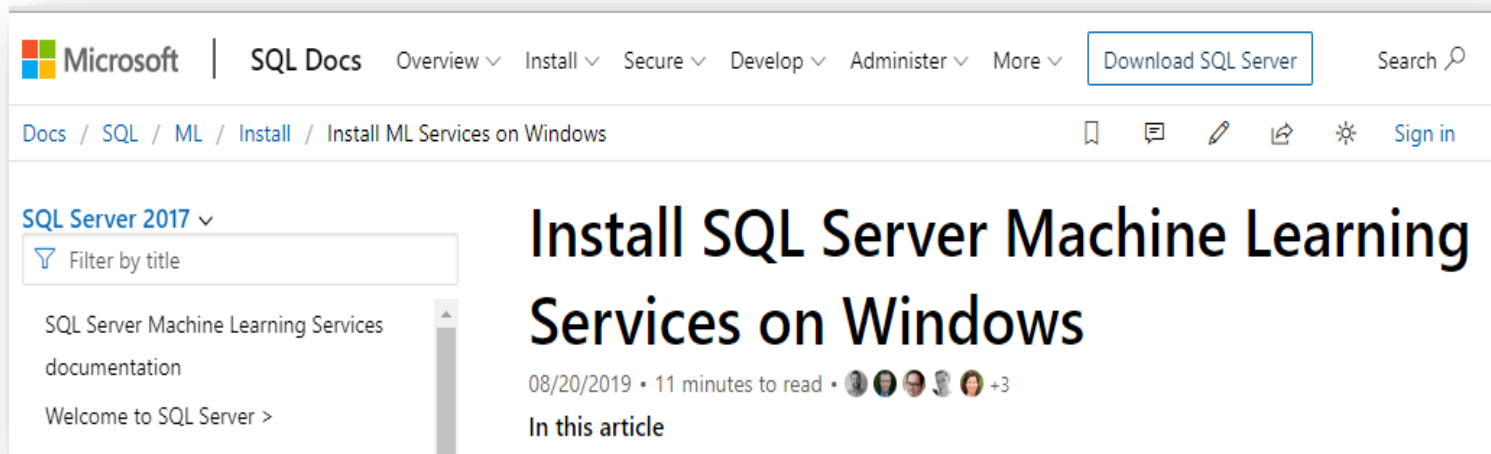 Microsoft SQL Docs Overview Install Secure Develop Administer More Download SQL Server Search
Docs / SQL / ML / Install / Install ML Services on Windows Sign in
SQL Server 2017
Filter by title
SQL Server Machine Learning Services
documentation
Welcome to SQL Server >
Install SQL Server Machine Learning
Services on Windows
08/20/2019 • 11 minutes to read • +3
In this article